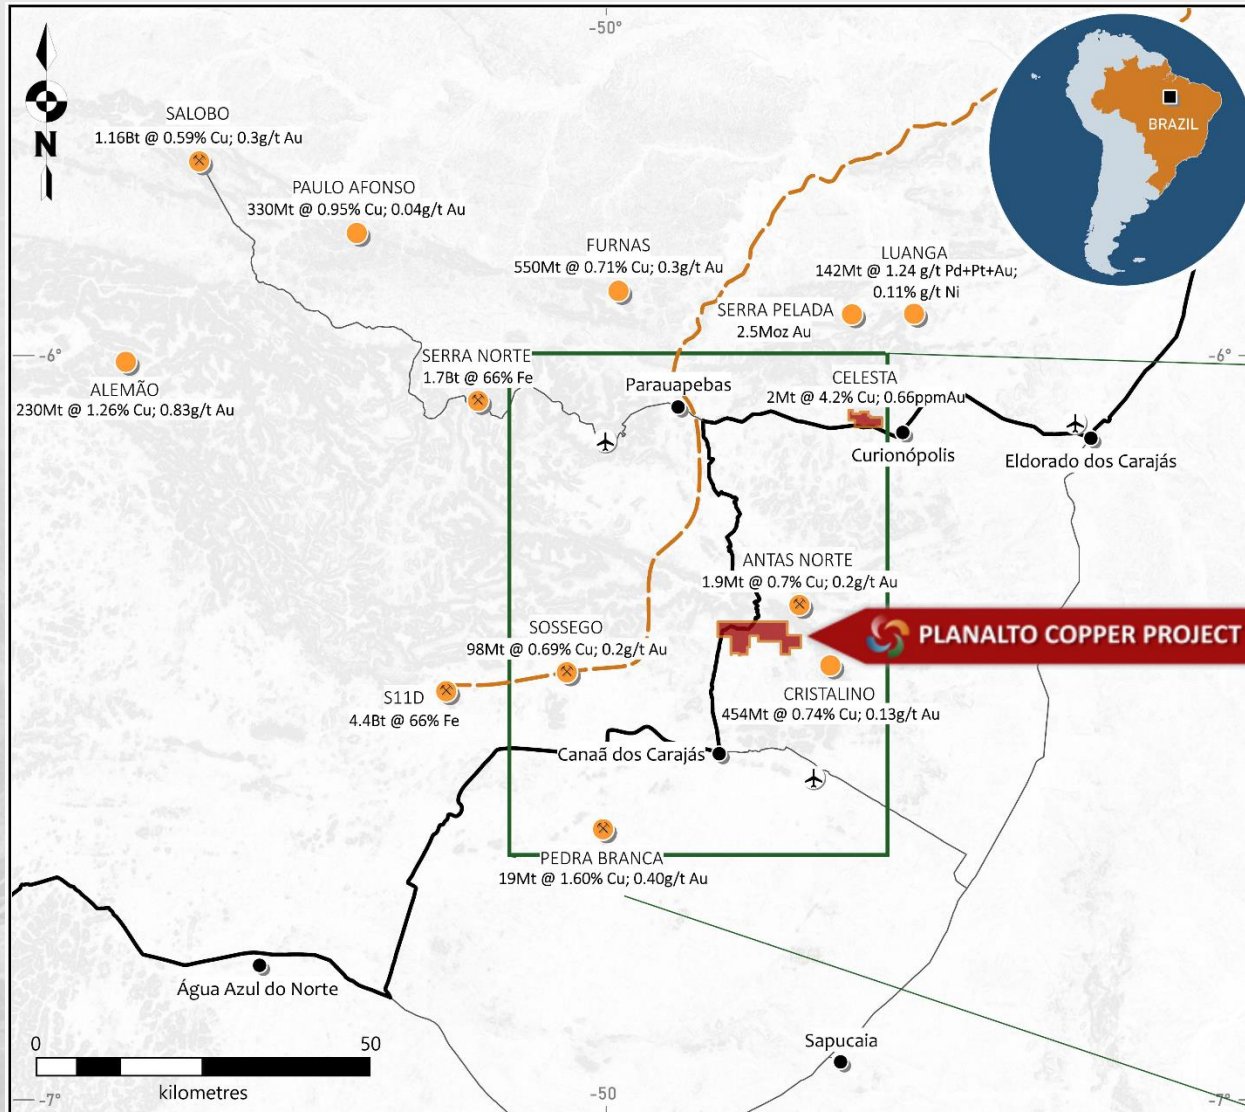 -50°
N
BRAZIL
SALOBO
1.16Bt @ 0.59% Cu; 0.3g/t Au
PAULO AFONSO
330Mt @ 0.95% Cu; 0.04g/t Au
FURNAS
550Mt @ 0.71% Cu; 0.3g/t Au
LUANGA
142Mt @ 1.24 g/t Pd+Pt+Au;
0.11% g/t Ni
SERRA PELADA
2.5Moz Au
-6°
-6°
SERRA NORTE
1.7Bt @ 66% Fe
ALEMÃO
230Mt @ 1.26% Cu; 0.83g/t Au
Parauapebas
CELESTA
2Mt @ 4.2% Cu; 0.66ppmAu
Curionópolis
Eldorado dos Carajás
ANTAS NORTE
1.9Mt @ 0.7% Cu; 0.2g/t Au
PLANALTO COPPER PROJECT
SOSSEGO
98Mt @ 0.69% Cu; 0.2g/t Au
S11D
4.4Bt @ 66% Fe
CRISTALINO
454Mt @ 0.74% Cu; 0.13g/t Au
Canaã dos Carajás
PEDRA BRANCA
19Mt @ 1.60% Cu; 0.40g/t Au
Água Azul do Norte
Sapucaia
0 50
kilometres
-7°
-50
-7°